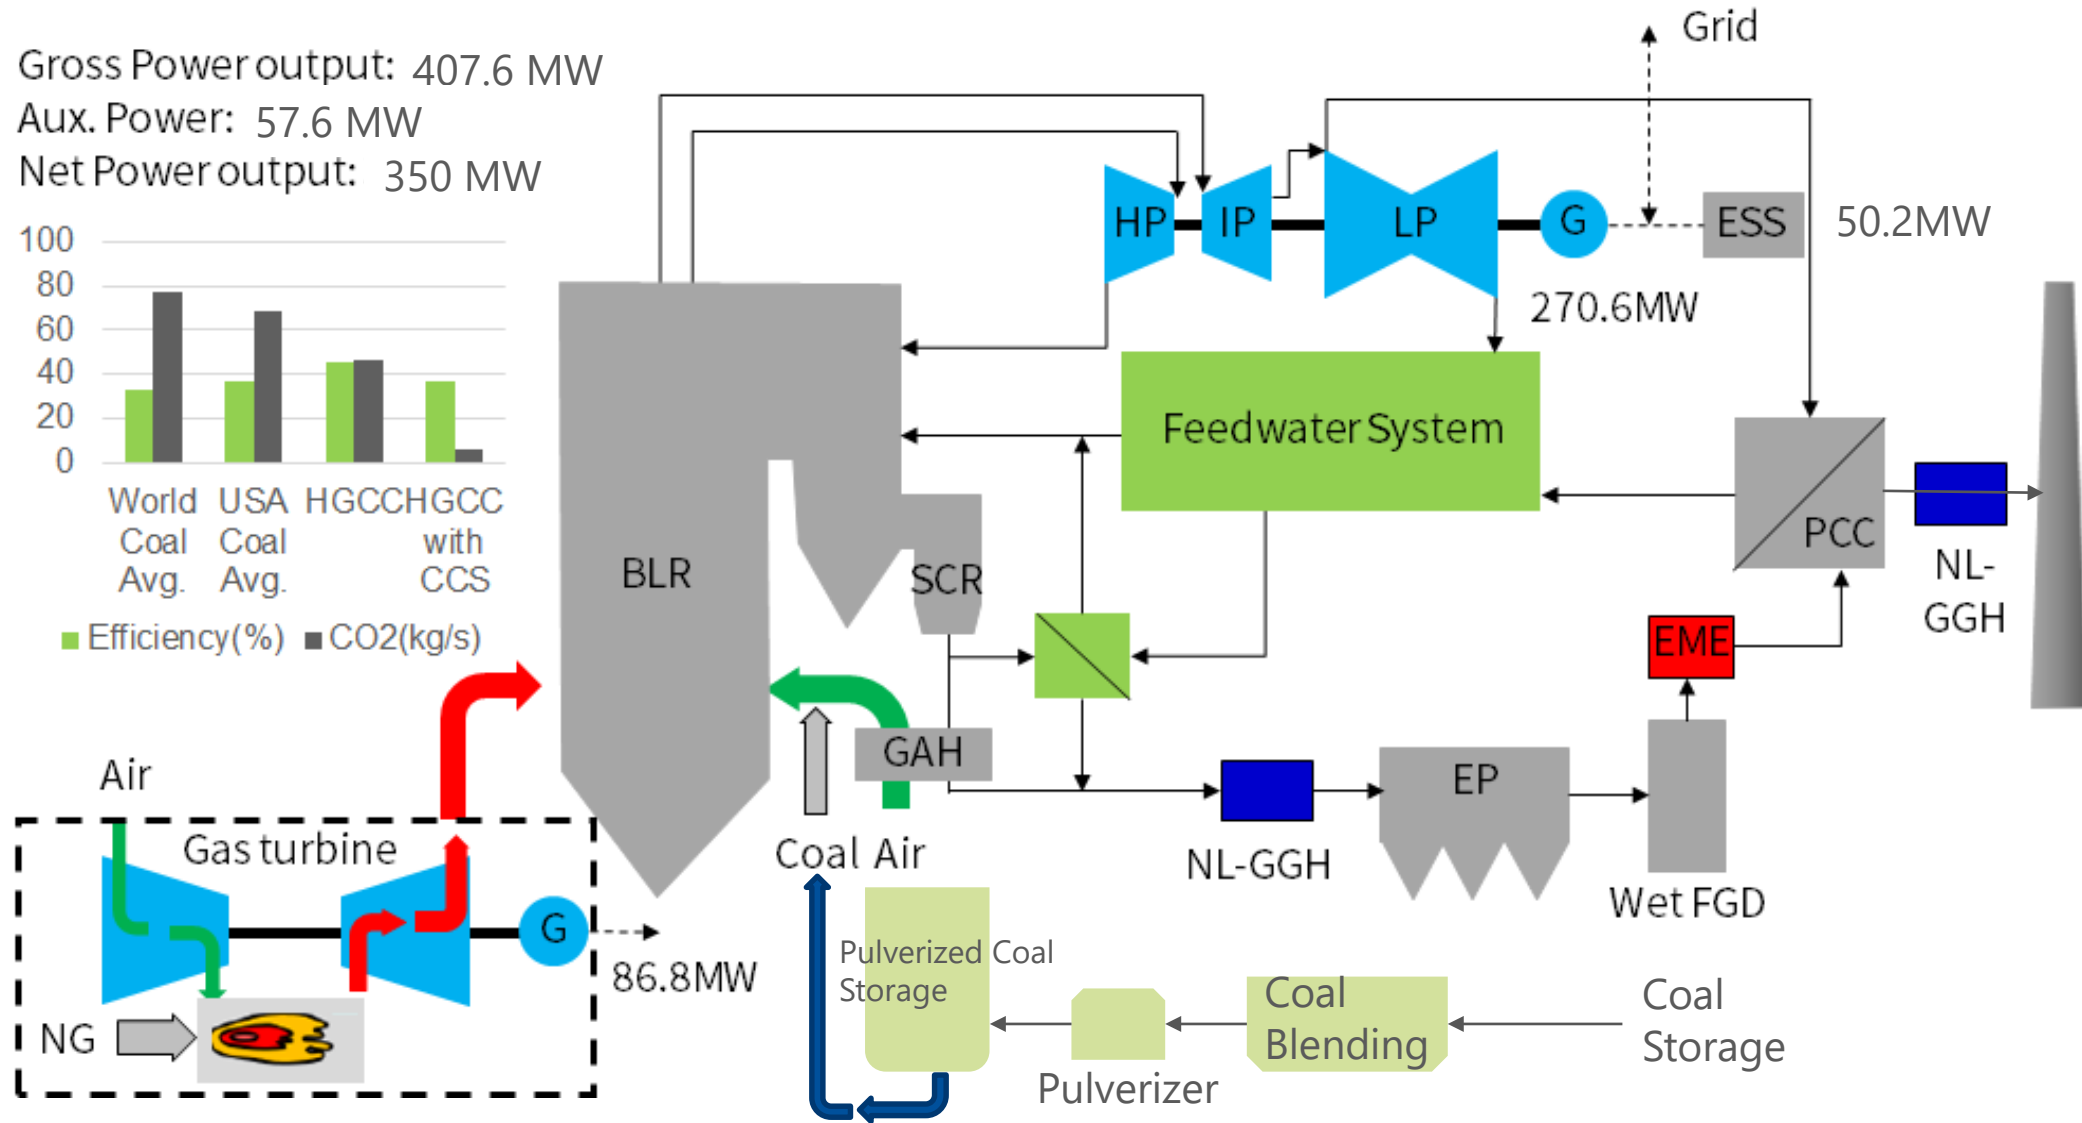 Gross Power output: 407.6 MW
Aux. Power: 57.6 MW
Net Power output: 350 MW
100
80
60
40
20
0
World Coal Avg.
USA Coal Avg.
HGCC
HGCC with CCS
Efficiency(%)
CO2(kg/s)
Grid
HP
IP
LP
G
ESS
50.2MW
270.6MW
Feedwater System
PCC
NL-
GGH
BLR
SCR
EME
GAH
Air
Gas turbine
G
86.8MW
NG
Coal
Air
NL-GGH
EP
Wet FGD
Pulverized Coal
Storage
Pulverizer
Coal
Blending
Coal
Storage